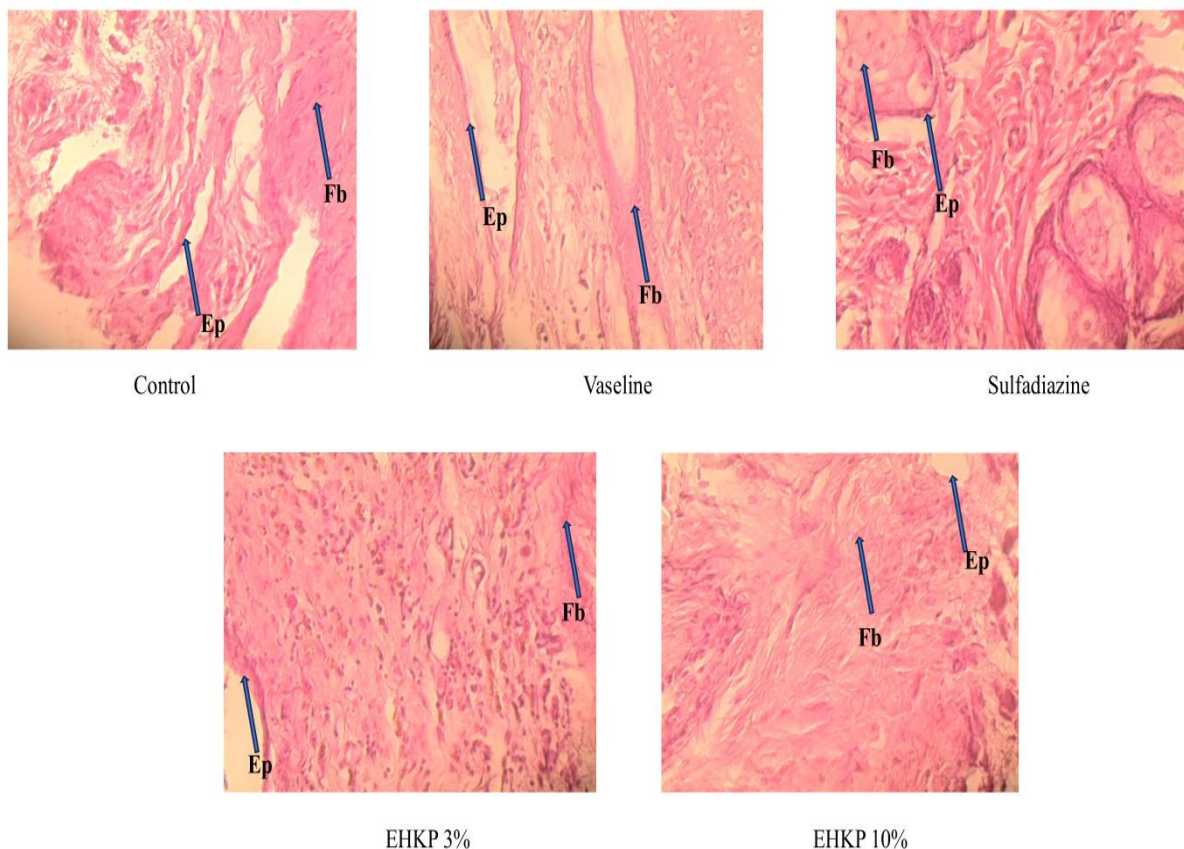 Fb
Ep
Control
Ep
Fb
Vaseline
Fb
Ep
Sulfadiazine
Fb
Ep
EHKP 3%
Ep
Fb
EHKP 10%